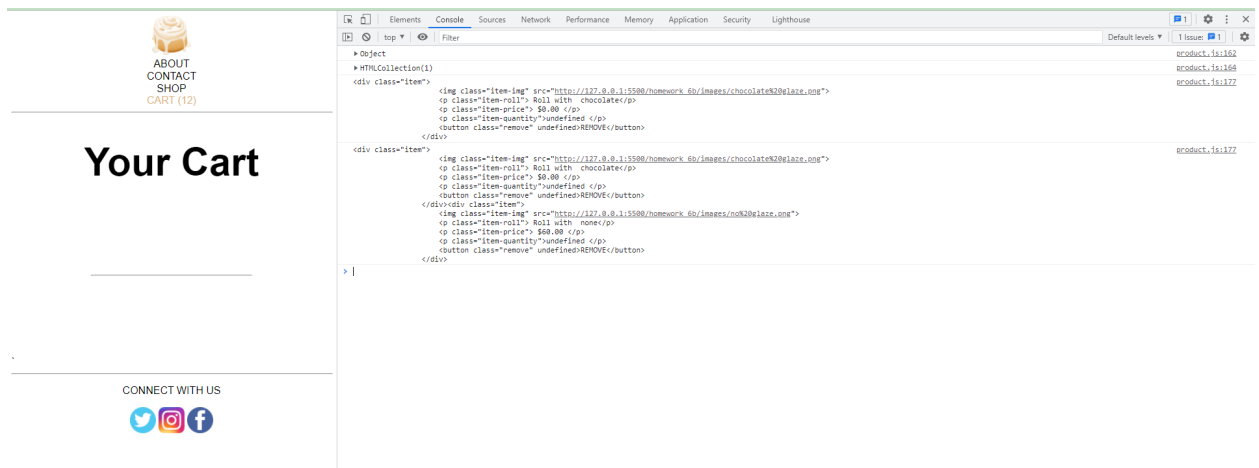 ABOUT
CONTACT
SHOP
CART (12)
Your Cart
CONNECT WITH US
Elements Console Sources Network Performance Memory Application Security Lighthouse 1
top Filter Default levels 1 Issue: 1
Object product.js:162
HTMLCollection(1) product.js:164
<div class="item"> product.js:177
<img class="item-img" src="http://127.0.0.1:5500/homework_6b/images/chocolate%20glaze.png">
<p class="item-roll"> Roll with  chocolate</p>
<p class="item-price"> $0.00 </p>
<p class="item-quantity">undefined </p>
<button class="remove" undefined>REMOVE</button>
</div>
<div class="item"> product.js:177
<img class="item-img" src="http://127.0.0.1:5500/homework_6b/images/chocolate%20glaze.png">
<p class="item-roll"> Roll with  chocolate</p>
<p class="item-price"> $0.00 </p>
<p class="item-quantity">undefined </p>
<button class="remove" undefined>REMOVE</button>
</div><div class="item">
<img class="item-img" src="http://127.0.0.1:5500/homework_6b/images/no%20glaze.png">
<p class="item-roll"> Roll with  none</p>
<p class="item-price"> $60.00 </p>
<p class="item-quantity">undefined </p>
<button class="remove" undefined>REMOVE</button>
</div>
>